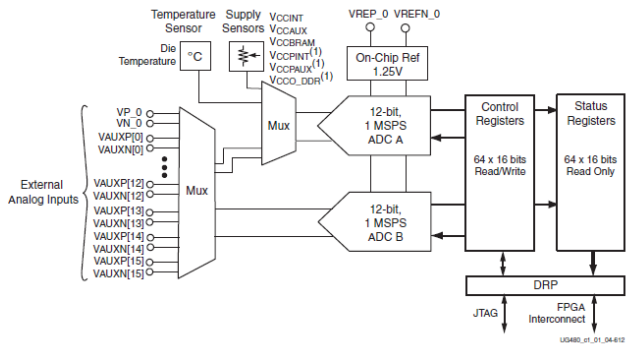 Temperature
Sensor
Supply
Sensors
VCCINT
VCCAUX
VCCBRAM
VCCPINT(1)
VCCPAUX(1)
VCCO_DDR(1)
VREP_0 VREFN_0
Die
Temperature
°C
On-Chip Ref
1.25V
VP_0
VN_0
VAUXP[0]
VAUXN[0]
VAUXP[12]
VAUXN[12]
VAUXP[13]
VAUXN[13]
VAUXP[14]
VAUXN[14]
VAUXP[15]
VAUXN[15]
External
Analog Inputs
Mux
Mux
12-bit,
1 MSPS
ADC A
12-bit,
1 MSPS
ADC B
Control
Registers
64 x 16 bits
Read/Write
Status
Registers
64 x 16 bits
Read Only
DRP
JTAG
FPGA
Interconnect
UG480_c1_01_04-612